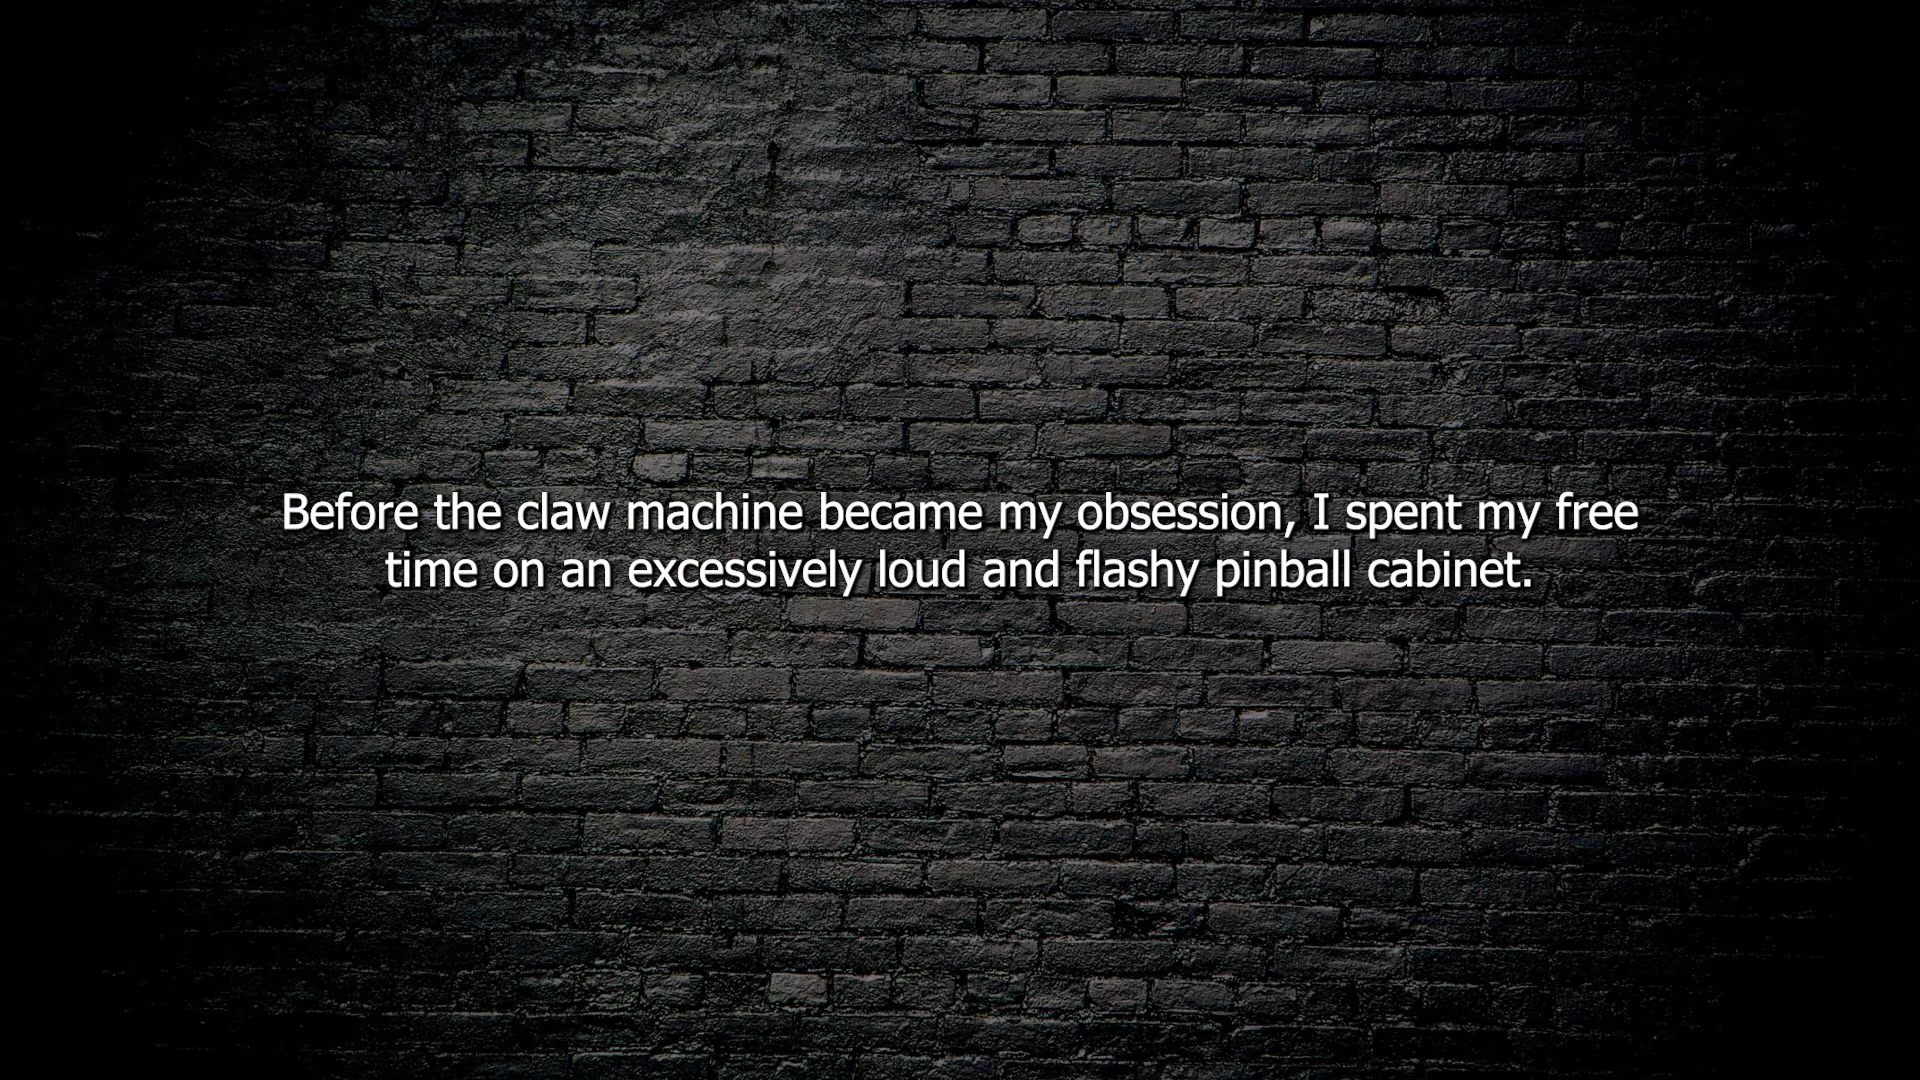 Before the claw machine became my obsession, I spent my free
time on an excessively loud and flashy pinball cabinet.